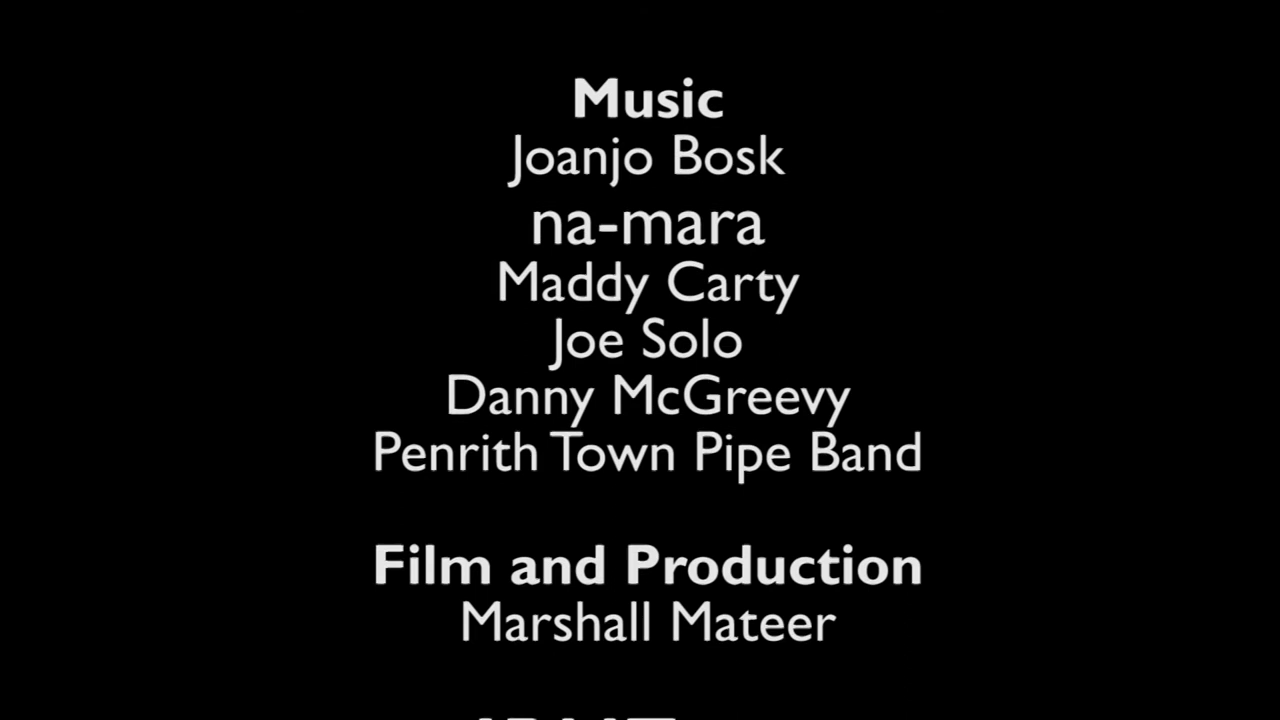 Music
Joanjo Bosk
na-mara
Maddy Carty
Joe Solo
Danny McGreevy
Penrith Town Pipe Band
Film and Production
Marshall Mateer